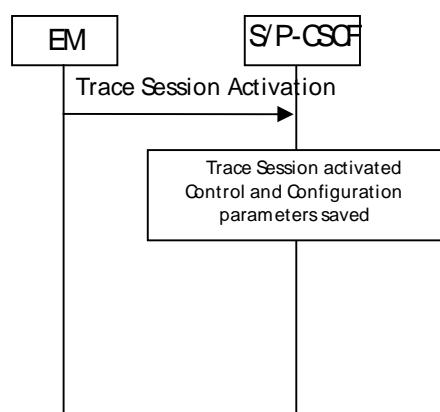 EM
S/P-CSCF
Trace Session Activation
Trace Session activated
Control and Configuration
parameters saved